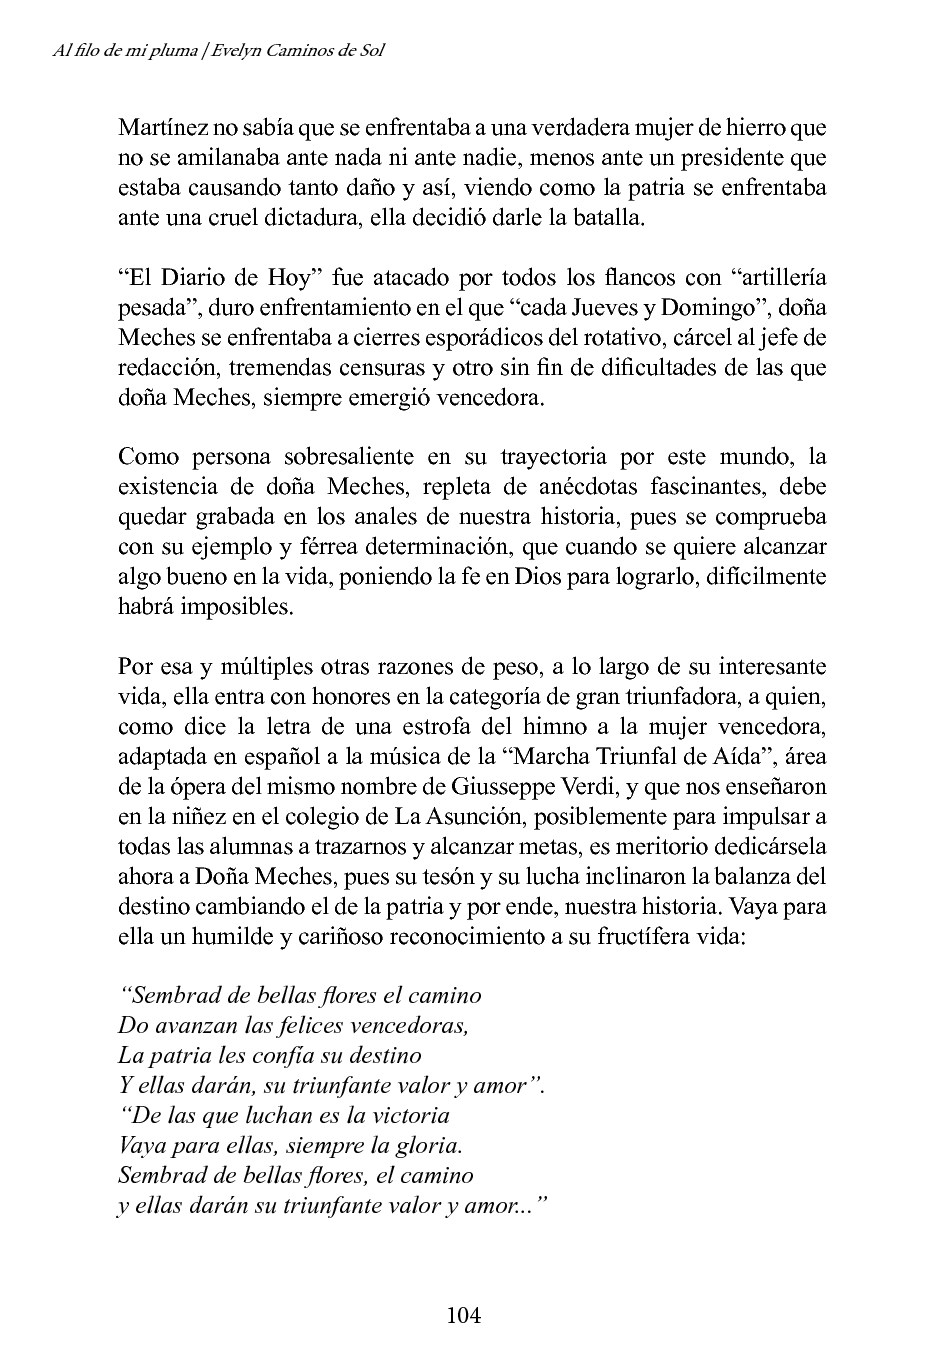 Al filo de mi pluma | Evelyn Caminos de Sol
Martínez no sabía que se enfrentaba a una verdadera mujer de hierro que
no se amilanaba ante nada ni ante nadie, menos ante un presidente que
estaba causando tanto daño y así, viendo como la patria se enfrentaba
ante una cruel dictadura, ella decidió darle la batalla.
“El Diario de Hoy” fue atacado por todos los flancos con “artillería
pesada”, duro enfrentamiento en el que “cada Jueves y Domingo”, doña
Meches se enfrentaba a cierres esporádicos del rotativo, cárcel al jefe de
redacción, tremendas censuras y otro sin fin de dificultades de las que
doña Meches, siempre emergió vencedora.
Como persona sobresaliente en su trayectoria por este mundo, la
existencia de doña Meches, repleta de anécdotas fascinantes, debe
quedar grabada en los anales de nuestra historia, pues se comprueba
con su ejemplo y férrea determinación, que cuando se quiere alcanzar
algo bueno en la vida, poniendo la fe en Dios para lograrlo, difícilmente
habrá imposibles.
Por esa y múltiples otras razones de peso, a lo largo de su interesante
vida, ella entra con honores en la categoría de gran triunfadora, a quien,
como dice la letra de una estrofa del himno a la mujer vencedora,
adaptada en español a la música de la “Marcha Triunfal de Aída”, área
de la ópera del mismo nombre de Giusseppe Verdi, y que nos enseñaron
en la niñez en el colegio de La Asunción, posiblemente para impulsar a
todas las alumnas a trazarnos y alcanzar metas, es meritorio dedicársela
ahora a Doña Meches, pues su tesón y su lucha inclinaron la balanza del
destino cambiando el de la patria y por ende, nuestra historia. Vaya para
ella un humilde y cariñoso reconocimiento a su fructífera vida:
“Sembrad de bellas flores el camino
Do avanzan las felices vencedoras,
La patria les confía su destino
Y ellas darán, su triunfante valor y amor”.
“De las que luchan es la victoria
Vaya para ellas, siempre la gloria.
Sembrad de bellas flores, el camino
y ellas darán su triunfante valor y amor...”
104